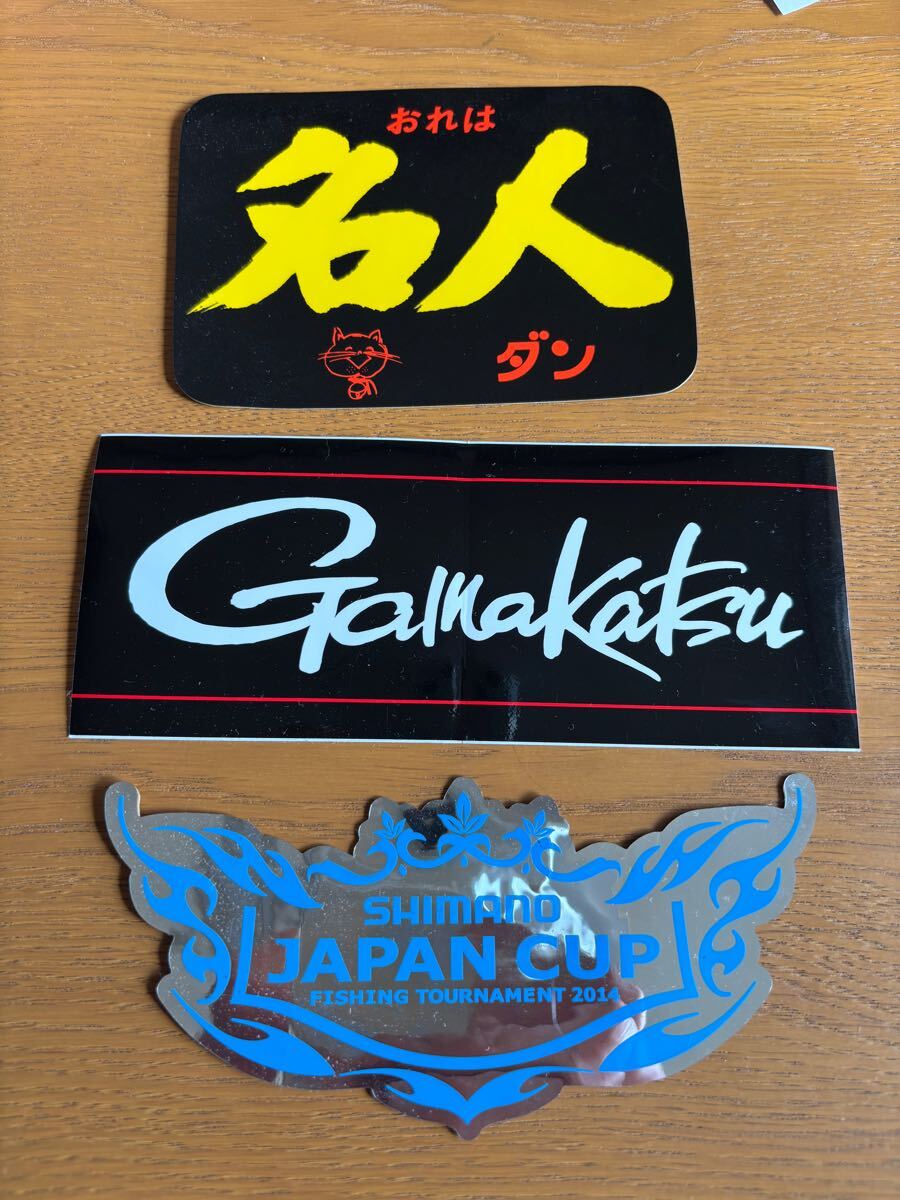 おれは
名人
ダン
Gamakatsu
SHIMANO
JAPAN CUP
FISHING TOURNAMENT 2014